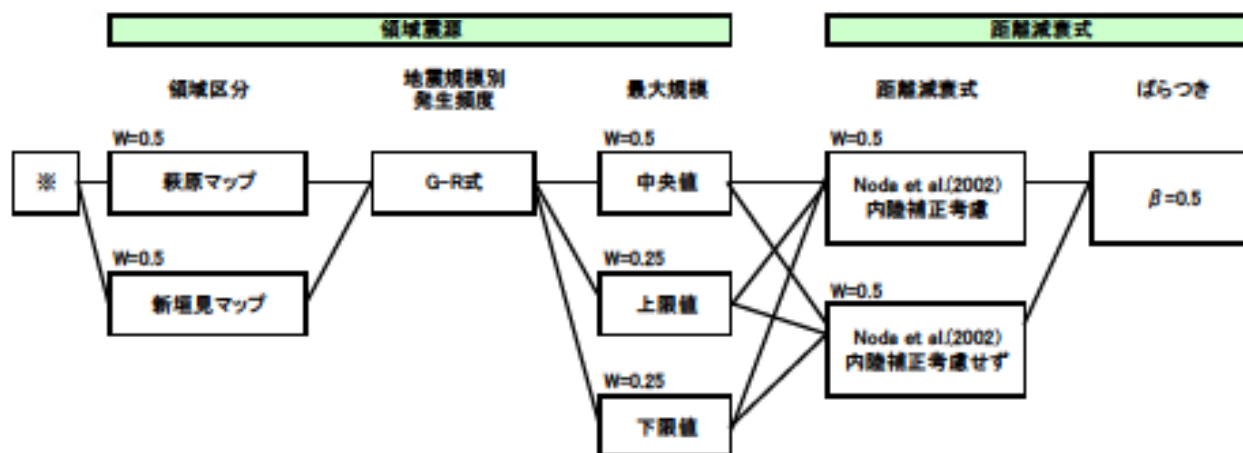 領域震源
距離減衰式
領域区分
地震規模別
発生頻度
最大規模
距離減衰式
ばらつき
W=0.5
W=0.5
W=0.5
※
萩原マップ
G-R式
中央値
Noda et al.(2002)
内陸補正考慮
β=0.5
W=0.5
W=0.25
W=0.5
新垣見マップ
上限値
Noda et al.(2002)
内陸補正考慮せず
W=0.25
下限値